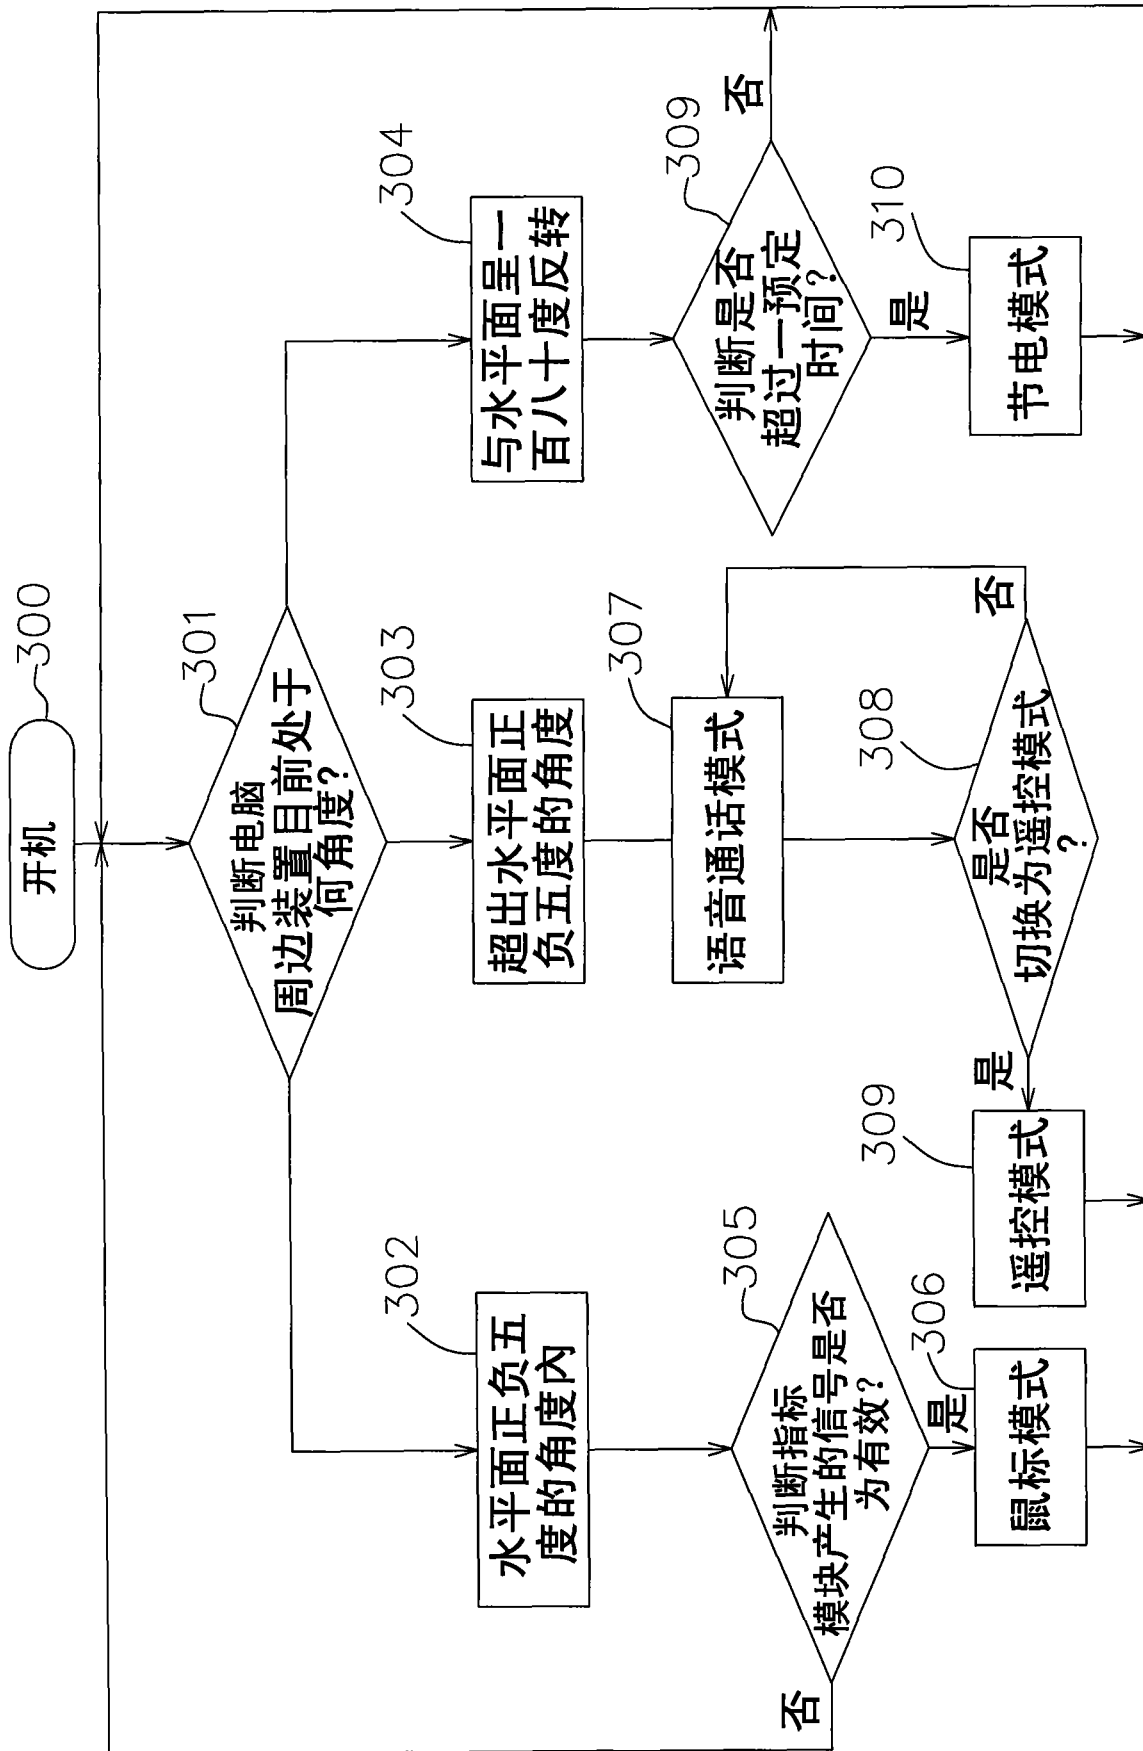 开机
300
判断电脑
周边装置目前处于
何角度?
301
水平面正负五
度的角度內
302
超出水平面正
负五度的角度
303
与水平面呈一
百八十度反转
304
判断指标
模块产生的信号是否
为有效?
305
否
是
鼠标模式
306
语音通话模式
307
是否
切换为遥控模式
?
308
否
是
遥控模式
309
判断是否
超过一预定
时间?
309
否
是
节电模式
310